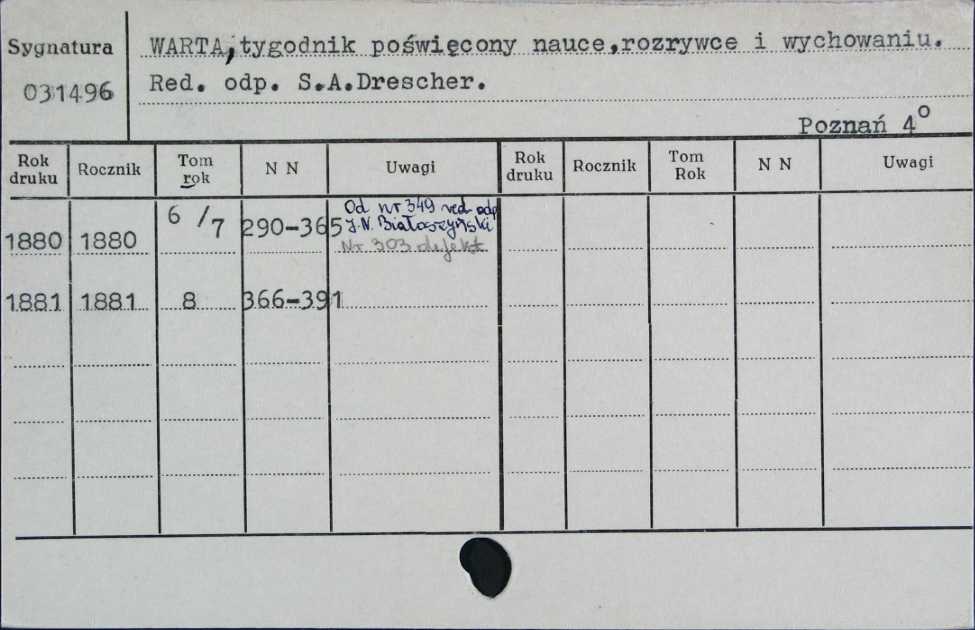 Sygnatura
031496
WARTA,tygodnik poświęcony nauce,rozrywce i wychowaniu.
Red. odp. S.A.Drescher.
Poznań 4o
Rok druku Rocznik Tom rok N N Uwagi Rok druku Rocznik Tom Rok N N Uwagi
1880 1880 6/7 290-365 Od nr 349 red. odp
J. N. Białoszyński
Nr. 303 defekt
1881 1881 8 366-391